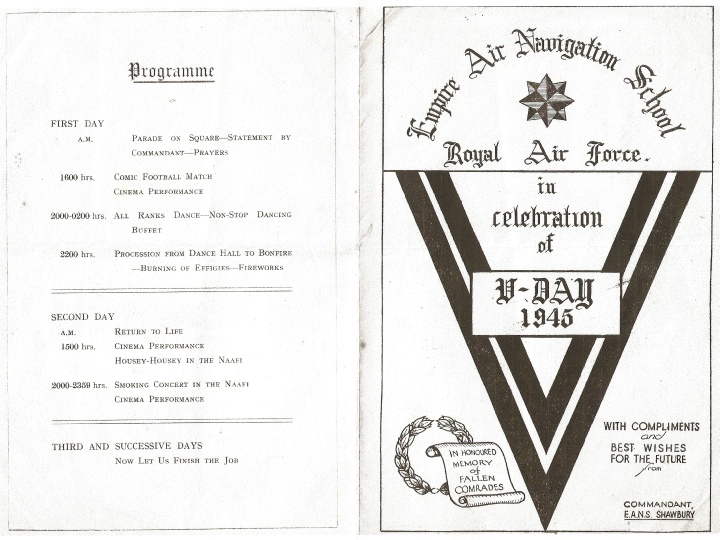 Programme
FIRST DAY
A.M. PARADE ON SQUARE—STATEMENT BY
COMMANDANT—PRAYERS
1600 hrs. COMIC FOOTBALL MATCH
CINEMA PERFORMANCE
2000-0200 hrs. ALL RANKS DANCE—NON-STOP DANCING
BUFFET
2200 hrs. PROCESSION FROM DANCE HALL TO BONFIRE
—BURNING OF EFFIGIES—FIREWORKS
SECOND DAY
A.M. RETURN TO LIFE
1500 hrs. CINEMA PERFORMANCE
HOUSEY-HOUSEY IN THE NAAFI
2000-2359 hrs. SMOKING CONCERT IN THE NAAFI
CINEMA PERFORMANCE
THIRD AND SUCCESSIVE DAYS
NOW LET US FINISH THE JOB
Empire Air Navigation School
Royal Air Force.
in
celebration
of
V-DAY
1945
IN HONOURED
MEMORY
of
FALLEN
COMRADES
WITH COMPLIMENTS
and
BEST WISHES
FOR THE FUTURE
from
COMMANDANT,
E.A.N.S. SHAWBURY